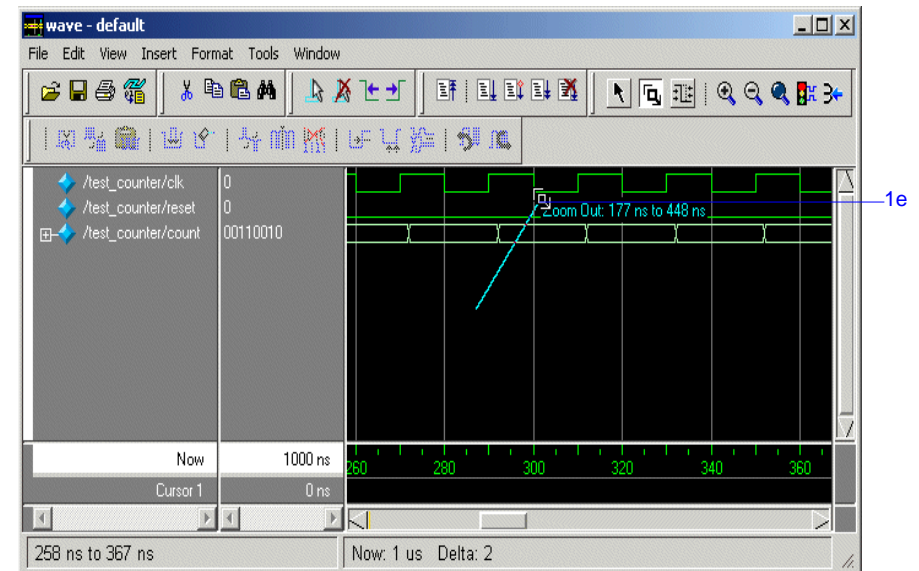 wave - default
File Edit View Insert Format Tools Window
/test_counter/clk 0
/test_counter/reset 0
/test_counter/count 00110010
Zoom Out: 177 ns to 448 ns
1e
Now 1000 ns
260 280 300 320 340 360
Cursor 1 0 ns
258 ns to 367 ns Now: 1 us Delta: 2